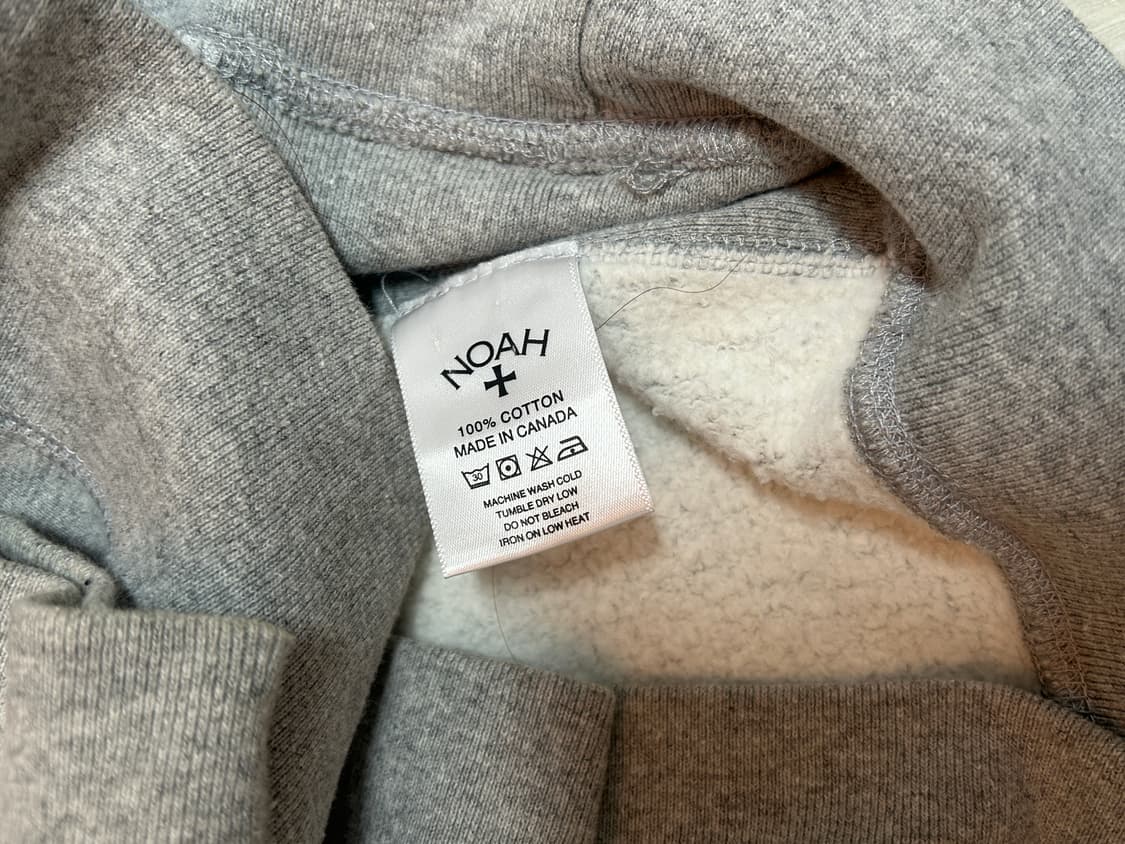 NOAH
100% COTTON
MADE IN CANADA
30
MACHINE WASH COLD
TUMBLE DRY LOW
DO NOT BLEACH
IRON ON LOW HEAT